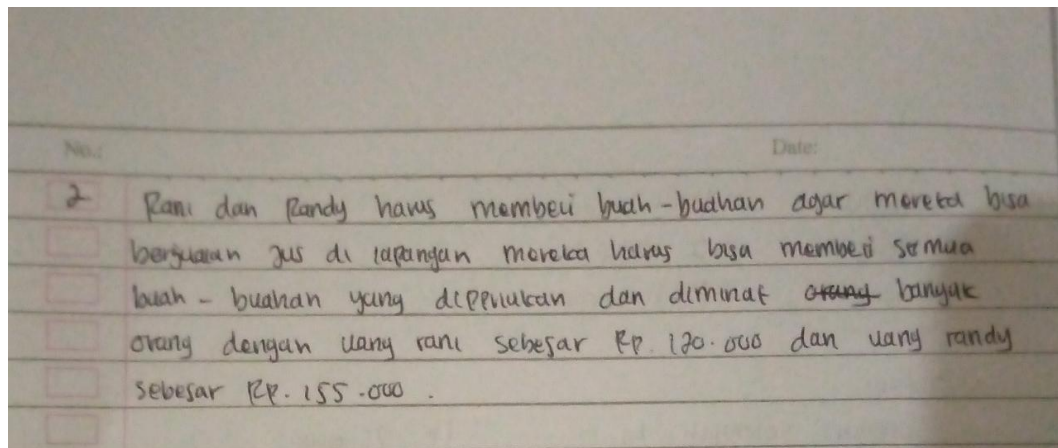 No.:
Date:
2 Rani dan Randy harus membeli buah-buahan agar mereka bisa
berjualan jus di lapangan mereka harus bisa membeli semua
buah-buahan yang diperlukan dan diminat orang banyak
orang dengan uang rani sebesar Rp. 120.000 dan uang randy
sebesar Rp. 155.000.